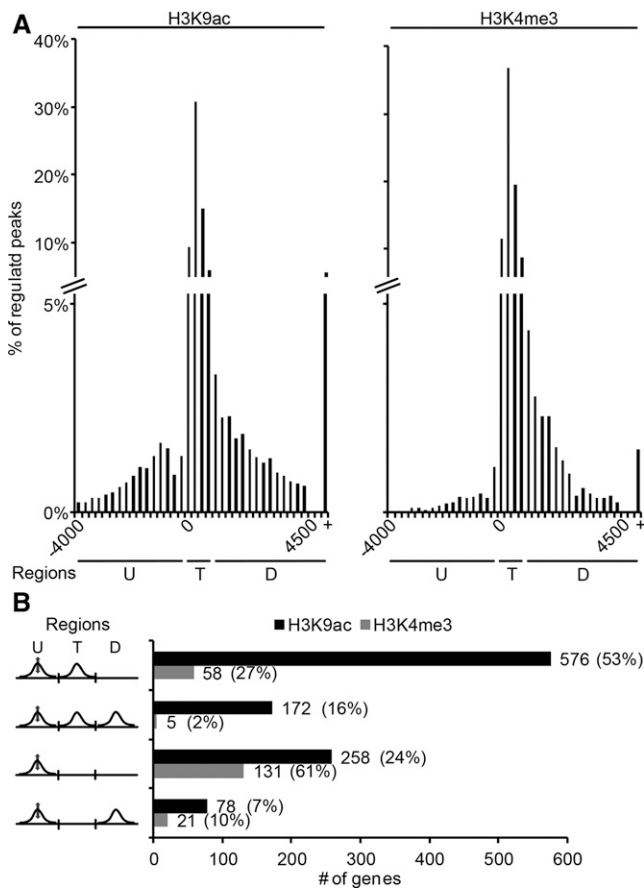 A
H3K9ac
H3K4me3
% of regulatd peaks
40%
30%
20%
10%
5%
0%
-4000
0
4500 +
-4000
0
4500 +
Regions
U
T
D
U
T
D
B
Regions
U T D
H3K9ac H3K4me3
576 (53%)
58 (27%)
172 (16%)
5 (2%)
258 (24%)
131 (61%)
78 (7%)
21 (10%)
0 100 200 300 400 500 600
# of genes